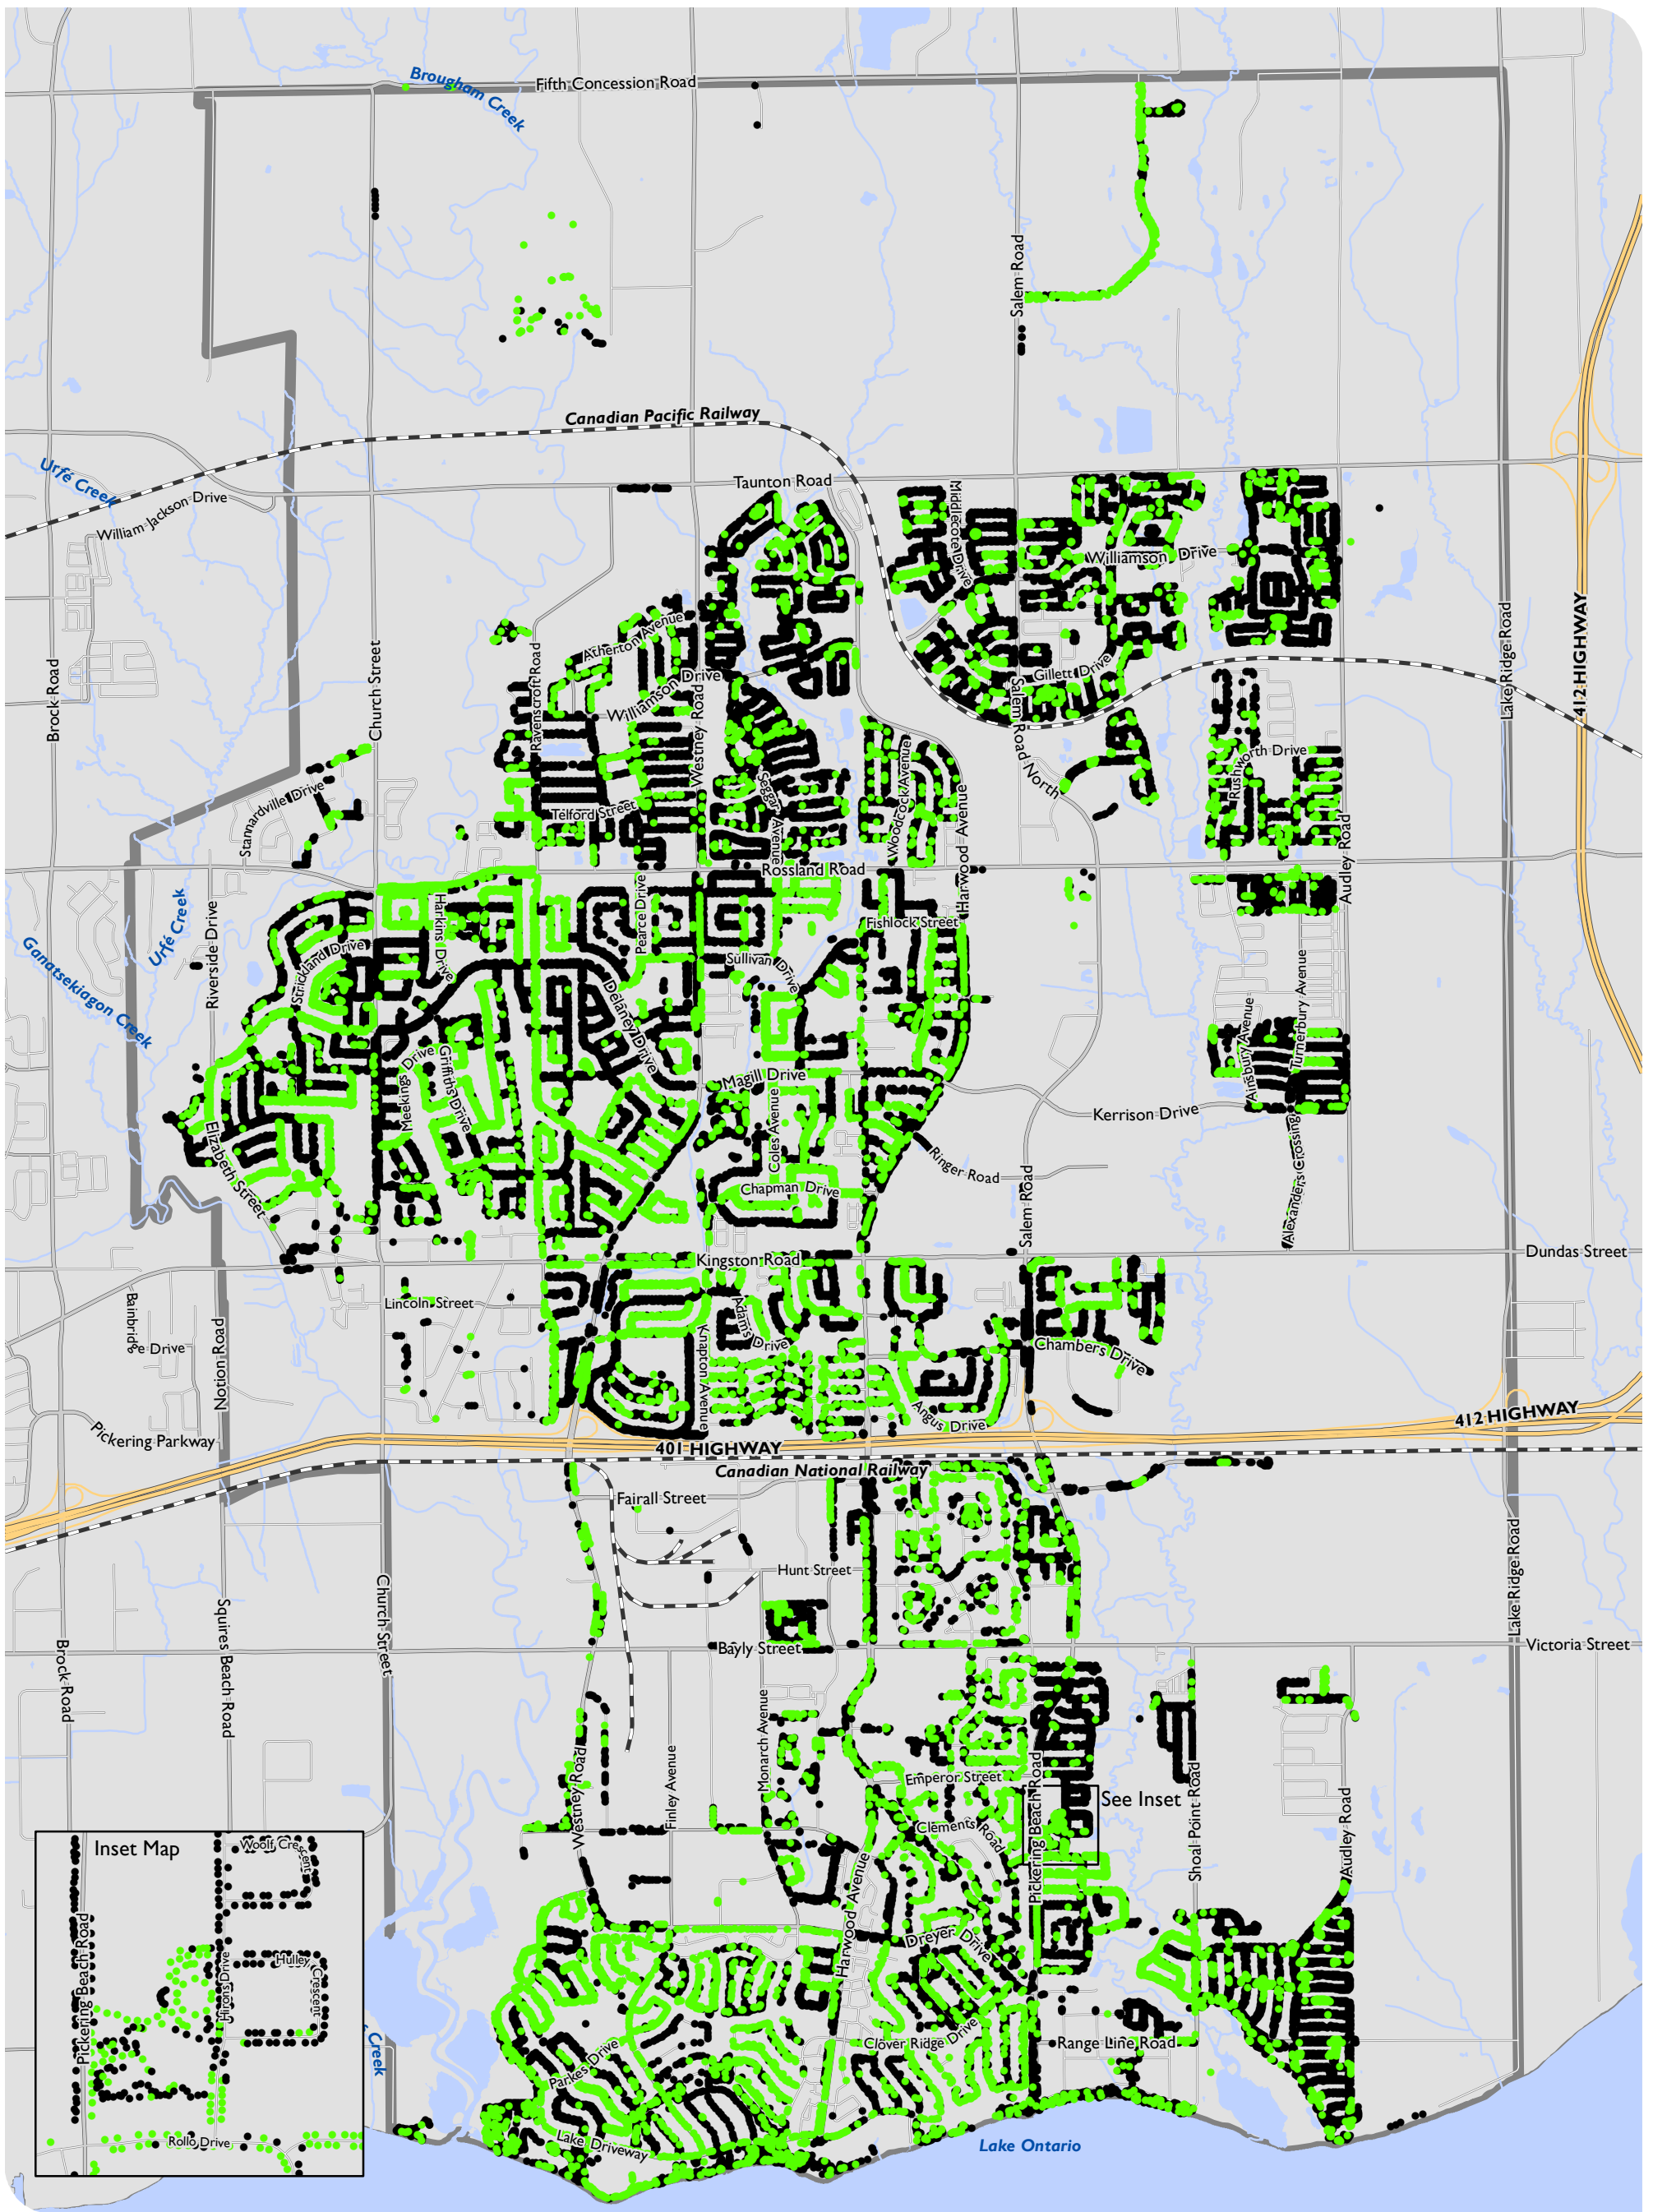 Brougham Creek
Fifth Concession Road
Salem Road
Canadian Pacific Railway
Urfé Creek
William Jackson Drive
Taunton Road
Middlecote Drive
Williamson Drive
Atherton Avenue
Brock Road
Church Street
Ravenscroft Road
Williamson Drive
Westney Road
Gillett Drive
Salem Road North
Lake Ridge Road
412 HIGHWAY
Rushworth Drive
Stannardville Drive
Telford Street
Seggar Avenue
Woodcock Avenue
Harwood Avenue
Audley Road
Rossland Road
Urfé Creek
Ganatsekiagon Creek
Riverside Drive
Strickland Drive
Harkins Drive
Pearce Drive
Fishlock Street
Sullivan Drive
Delaney Drive
Turnerbury Avenue
Ainsbury Avenue
Meekings Drive
Griffiths Drive
Magill Drive
Coles Avenue
Kerrison Drive
Elizabeth Street
Ringer Road
Alexanders Crossing
Chapman Drive
Salem Road
Kingston Road
Dundas Street
Bainbridge Drive
Notion Road
Lincoln Street
Adams Drive
Knapton Avenue
Chambers Drive
Angus Drive
Pickering Parkway
412 HIGHWAY
401 HIGHWAY
Canadian National Railway
Fairall Street
Hunt Street
Lake Ridge Road
Church Street
Squires Beach Road
Brock Road
Bayly Street
Victoria Street
Monarch Avenue
Finley Avenue
Westney Road
Emperor Street
Pickering Beach Road
See Inset
Shoal Point Road
Audley Road
Clements Road
Harwood Avenue
Dreyer Drive
Inset Map
Woolf Crescent
Pickering Beach Road
Hirons Drive
Hulley Crescent
Rollo Drive
Creek
Parkes Drive
Clover Ridge Drive
Range Line Road
Lake Driveway
Lake Ontario